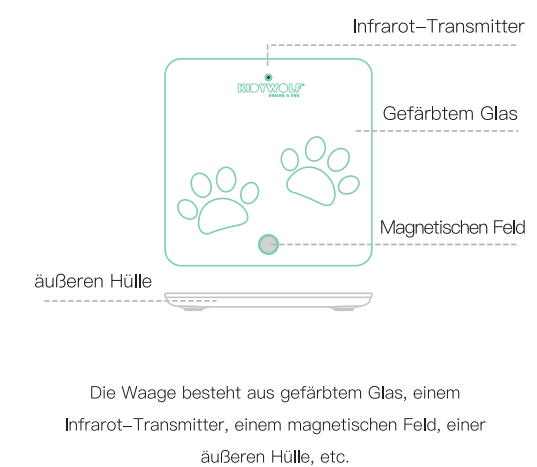 Infrarot–Transmitter
KIDYWOLF
Gefärbtem Glas
Magnetischen Feld
äußeren Hülle
Die Waage besteht aus gefärbtem Glas, einem
Infrarot–Transmitter, einem magnetischen Feld, einer
äußeren Hülle, etc.